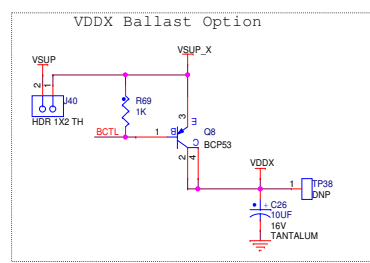 VDDX Ballast Option
VSUP
VSUP_X
2
1
J40
HDR 1X2 TH
R69
1K
BCTL
1
B
3
E
C
2
4
Q8
BCP53
VDDX
1
TP38
DNP
+
C26
10UF
16V
TANTALUM